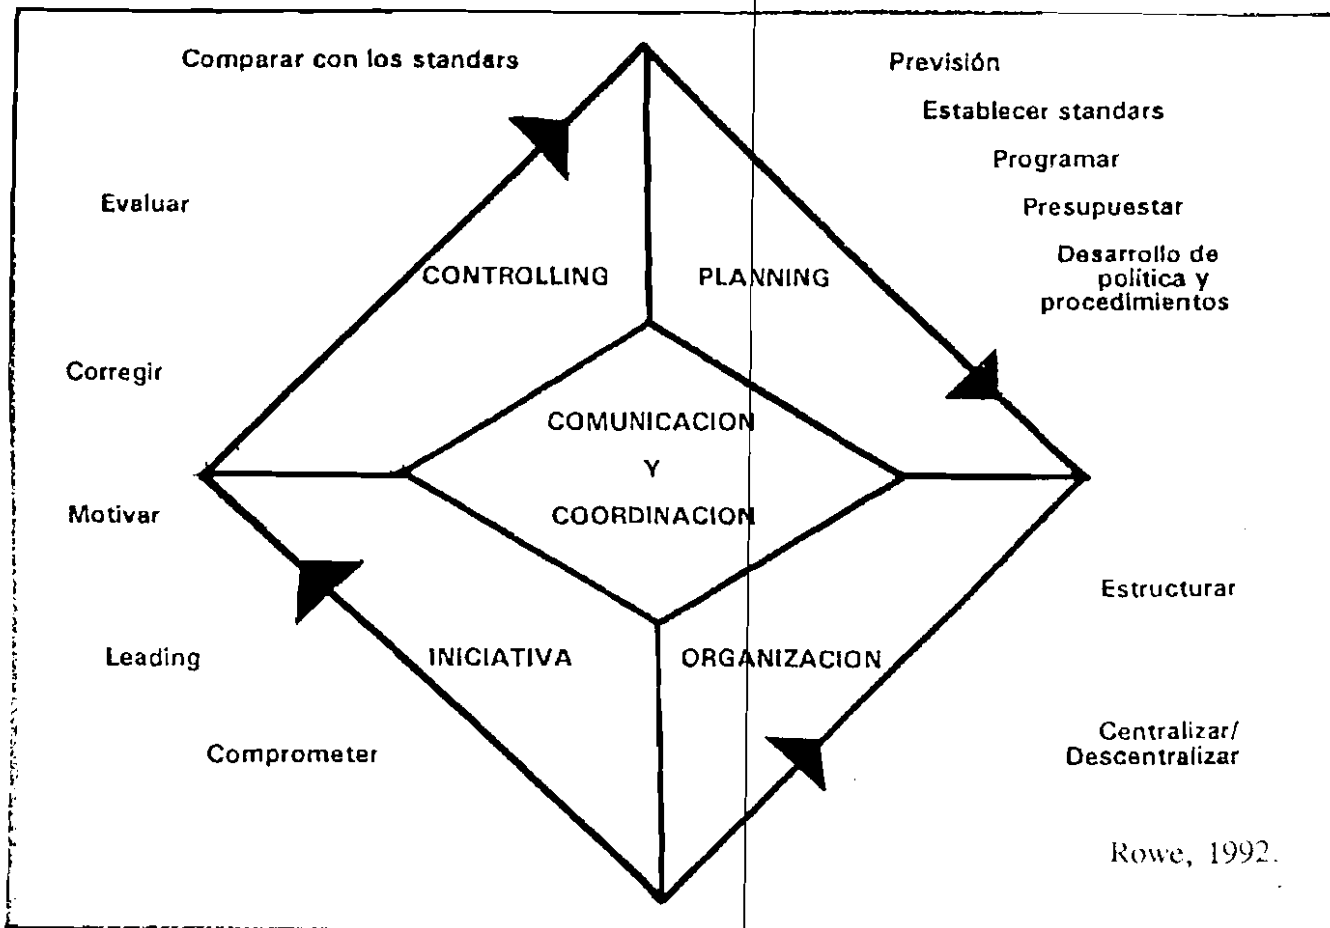 Comparar con los standars
Previsión
Establecer standars
Programar
Evaluar
Presupuestar
Desarrollo de
política y
procedimientos
CONTROLLING
PLANNING
Corregir
COMUNICACION
Y
COORDINACION
Motivar
Estructurar
Leading
INICIATIVA
ORGANIZACION
Comprometer
Centralizar/
Descentralizar
Rowe, 1992.